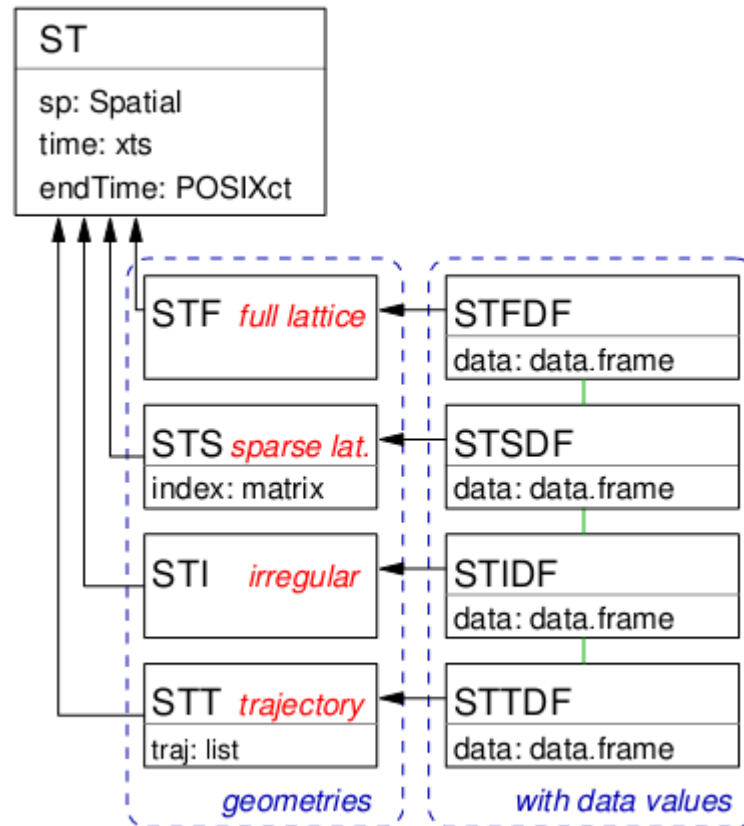 ST
sp: Spatial
time: xts
endTime: POSIXct
STF full lattice
STFDF
data: data.frame
STS sparse lat.
index: matrix
STSDF
data: data.frame
STI irregular
STIDF
data: data.frame
STT trajectory
traj: list
STTDF
data: data.frame
geometries
with data values